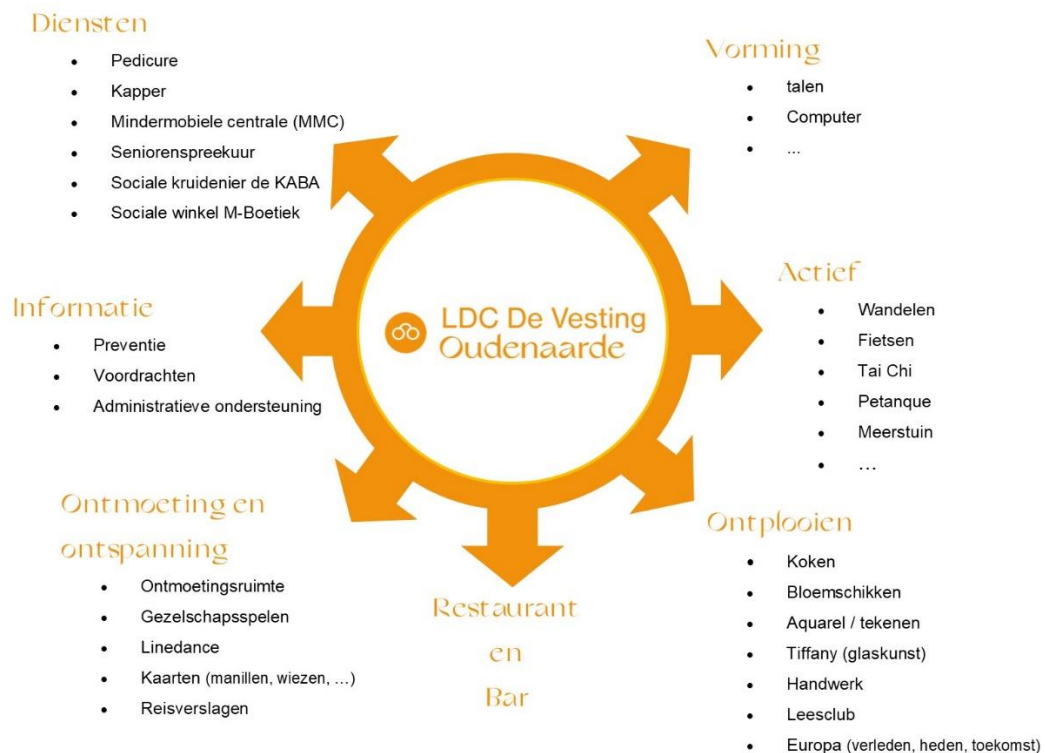 Diensten
• Pedicure
• Kapper
• Mindermobiele centrale (MMC)
• Seniorenspreekuur
• Sociale kruidenier de KABA
• Sociale winkel M-Boetiek
Vorming
• talen
• Computer
• ...
Informatie
• Preventie
• Voordrachten
• Administratieve ondersteuning
LDC De Vesting
Oudenaarde
Actief
• Wandelen
• Fietsen
• Tai Chi
• Petanque
• Meerstuin
• …
Ontmoeting en
ontspanning
• Ontmoetingsruimte
• Gezelschapsspelen
• Linedance
• Kaarten (manillen, wiezen, …)
• Reisverslagen
Restaurant
en
Bar
Ontplooien
• Koken
• Bloemschikken
• Aquarel / tekenen
• Tiffany (glaskunst)
• Handwerk
• Leesclub
• Europa (verleden, heden, toekomst)